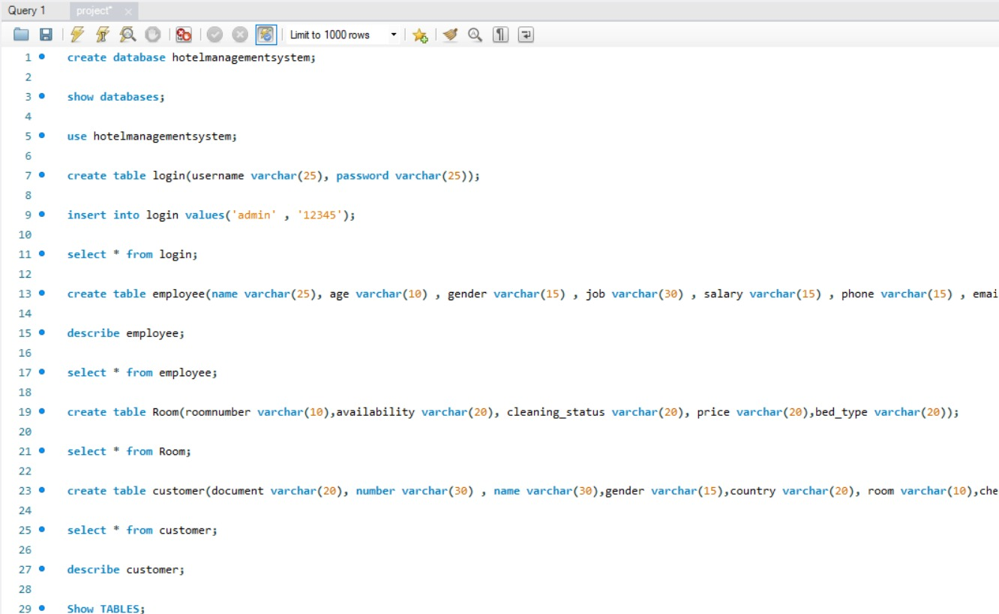 Query 1 project*
Limit to 1000 rows
1 create database hotelmanagementsystem;
2
3 show databases;
4
5 use hotelmanagementsystem;
6
7 create table login(username varchar(25), password varchar(25));
8
9 insert into login values('admin' , '12345');
10
11 select * from login;
12
13 create table employee(name varchar(25), age varchar(10) , gender varchar(15) , job varchar(30) , salary varchar(15) , phone varchar(15) , emai
14
15 describe employee;
16
17 select * from employee;
18
19 create table Room(roomnumber varchar(10),availability varchar(20), cleaning_status varchar(20), price varchar(20),bed_type varchar(20));
20
21 select * from Room;
22
23 create table customer(document varchar(20), number varchar(30) , name varchar(30),gender varchar(15),country varchar(20), room varchar(10),che
24
25 select * from customer;
26
27 describe customer;
28
29 Show TABLES;